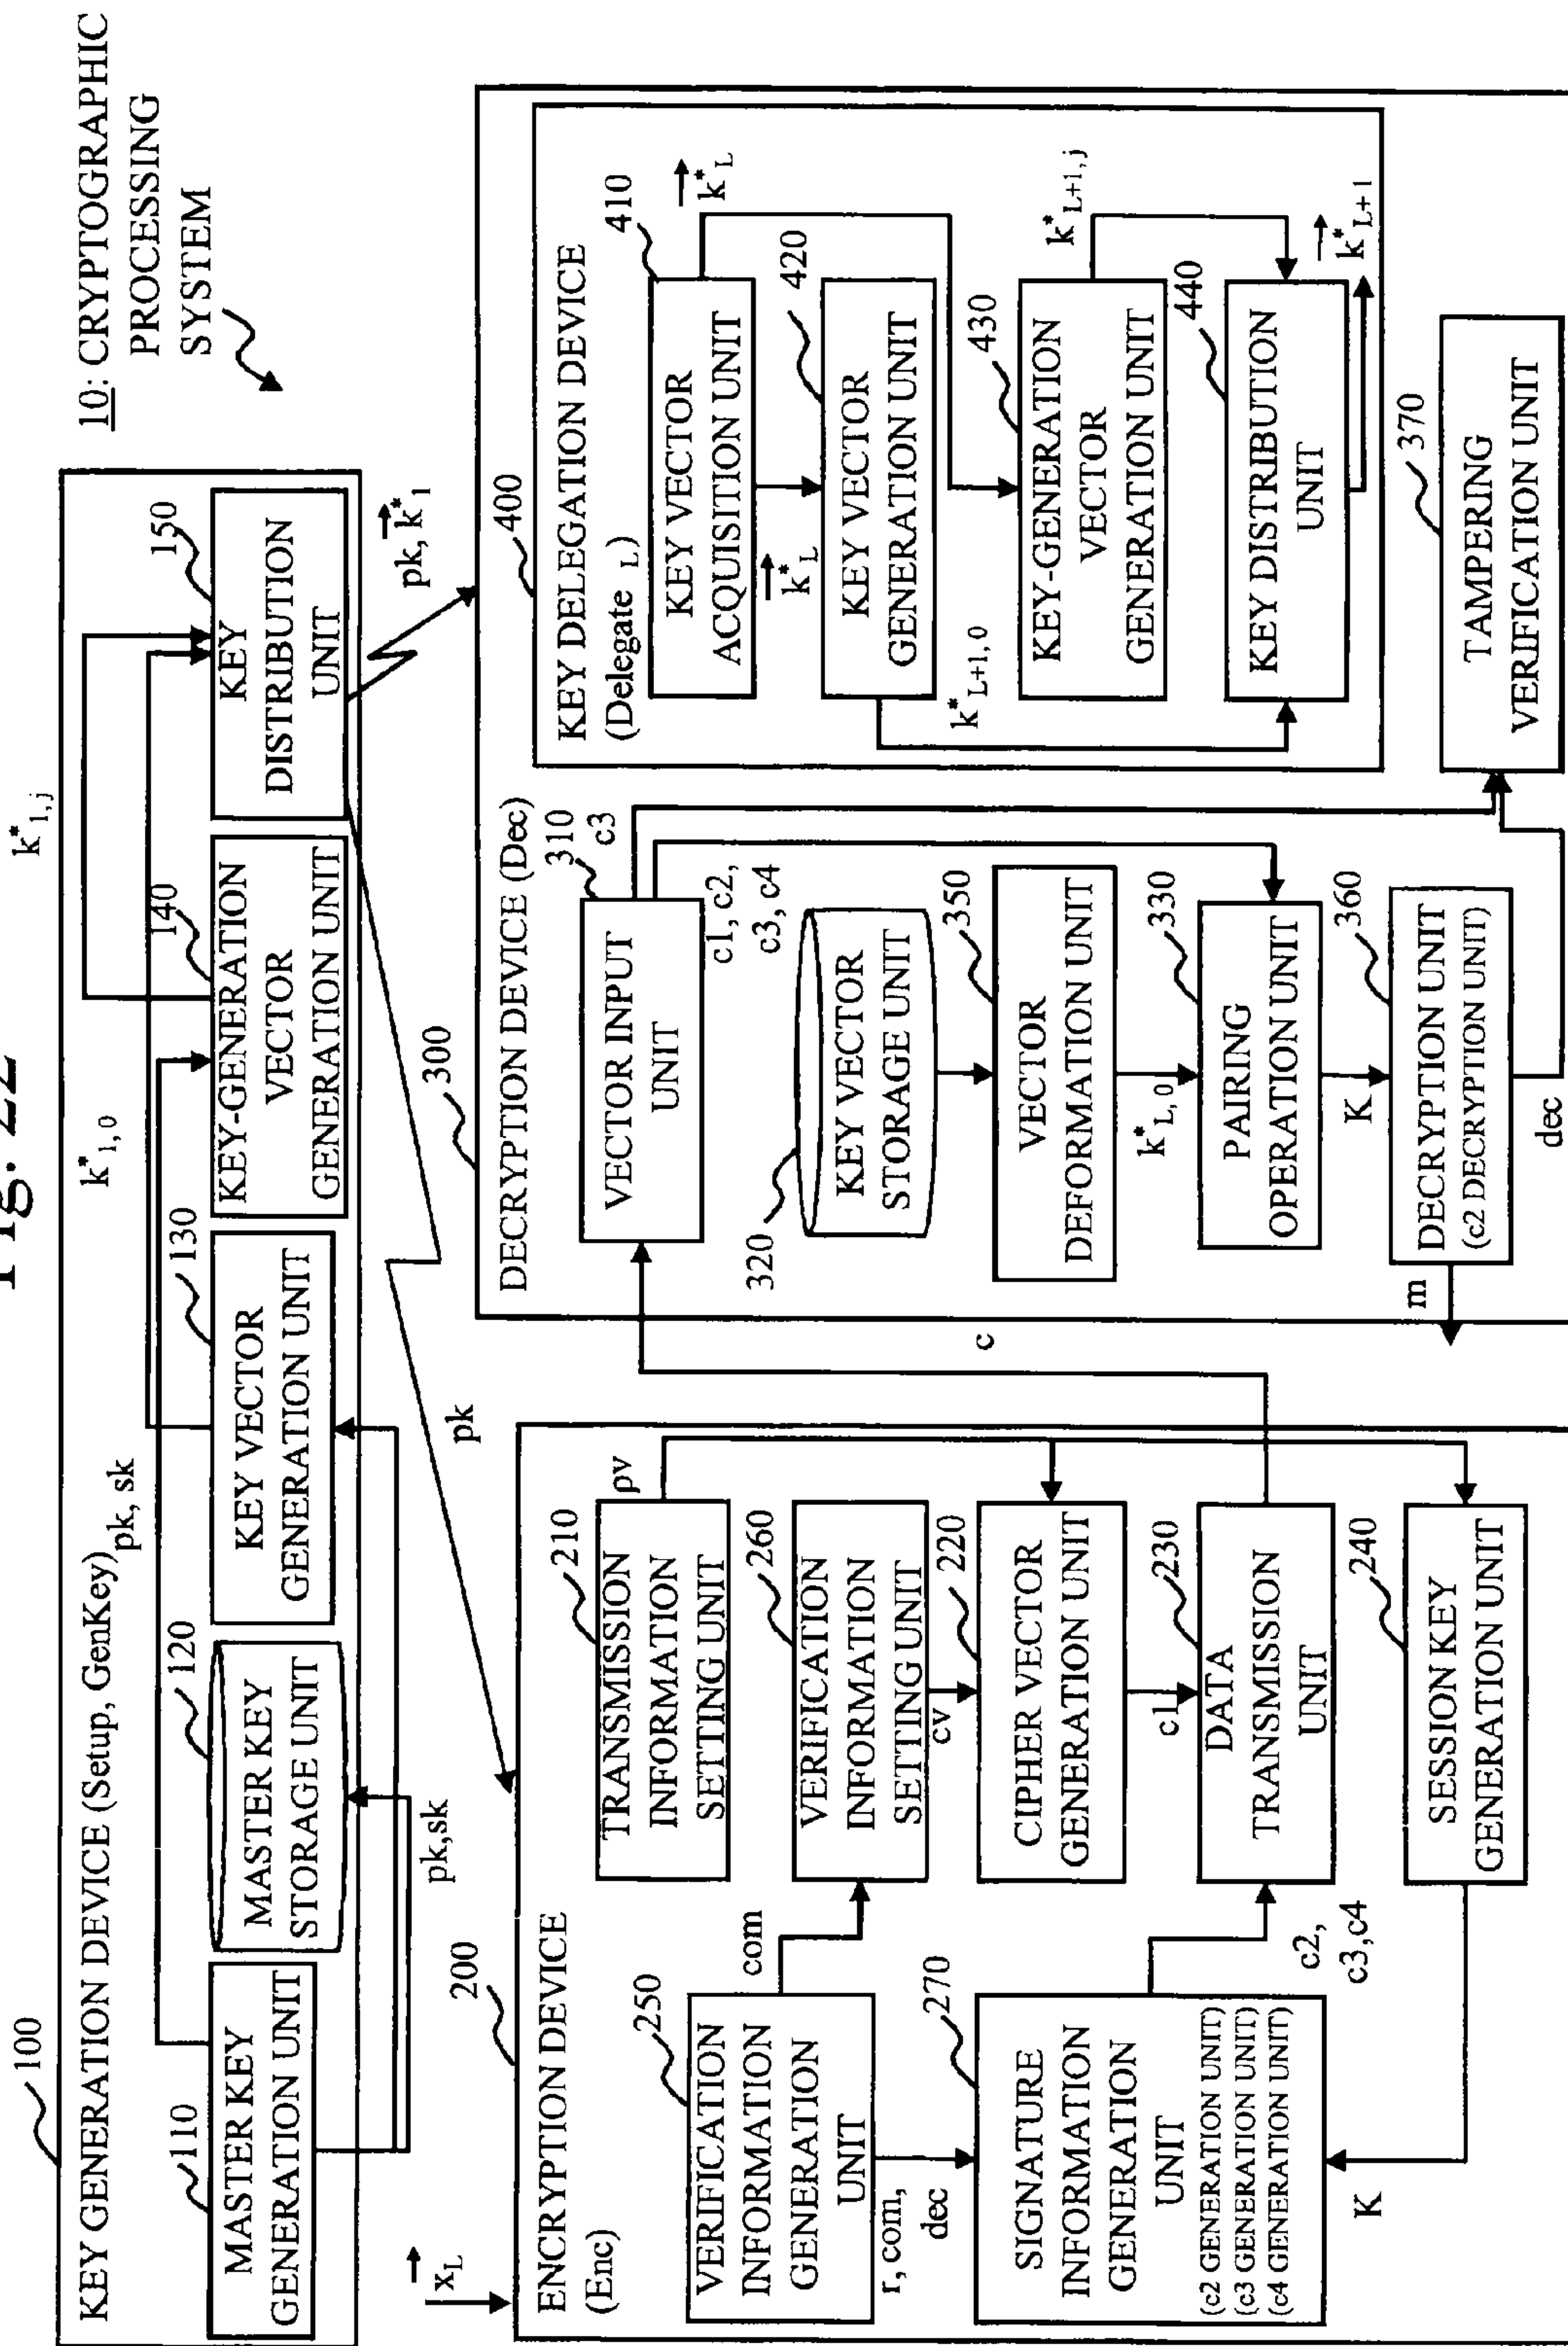 Fig. 22
10: CRYPTOGRAPHIC
PROCESSING
SYSTEM
100
KEY GENERATION DEVICE (Setup, GenKey)
110
MASTER KEY
GENERATION UNIT
120
MASTER KEY
STORAGE UNIT
pk, sk
130
KEY VECTOR
GENERATION UNIT
k*1,0
140
KEY-GENERATION
VECTOR
GENERATION UNIT
k*1,j
150
KEY
DISTRIBUTION
UNIT
pk,sk
pk
pk, k*1
xL
200
ENCRYPTION DEVICE
(Enc)
250
VERIFICATION
INFORMATION
GENERATION
UNIT
com
r, com,
dec
270
SIGNATURE
INFORMATION
GENERATION
UNIT
(c2 GENERATION UNIT)
(c3 GENERATION UNIT)
(c4 GENERATION UNIT)
c2,
c3,c4
K
210
TRANSMISSION
INFORMATION
SETTING UNIT
ρv
260
VERIFICATION
INFORMATION
SETTING UNIT
cv
220
CIPHER VECTOR
GENERATION UNIT
c1
230
DATA
TRANSMISSION
UNIT
240
SESSION KEY
GENERATION UNIT
c
300
DECRYPTION DEVICE (Dec)
310
VECTOR INPUT
UNIT
c3
c1, c2,
c3, c4
320
KEY VECTOR
STORAGE UNIT
350
VECTOR
DEFORMATION UNIT
k*L,0
330
PAIRING
OPERATION UNIT
K
360
DECRYPTION UNIT
(c2 DECRYPTION UNIT)
m
dec
400
KEY DELEGATION DEVICE
(Delegate L)
410
KEY VECTOR
ACQUISITION UNIT
k*L
k*L
420
KEY VECTOR
GENERATION UNIT
k*L+1,0
430
KEY-GENERATION
VECTOR
GENERATION UNIT
k*L+1,j
440
KEY DISTRIBUTION
UNIT
k*L+1
370
TAMPERING
VERIFICATION UNIT